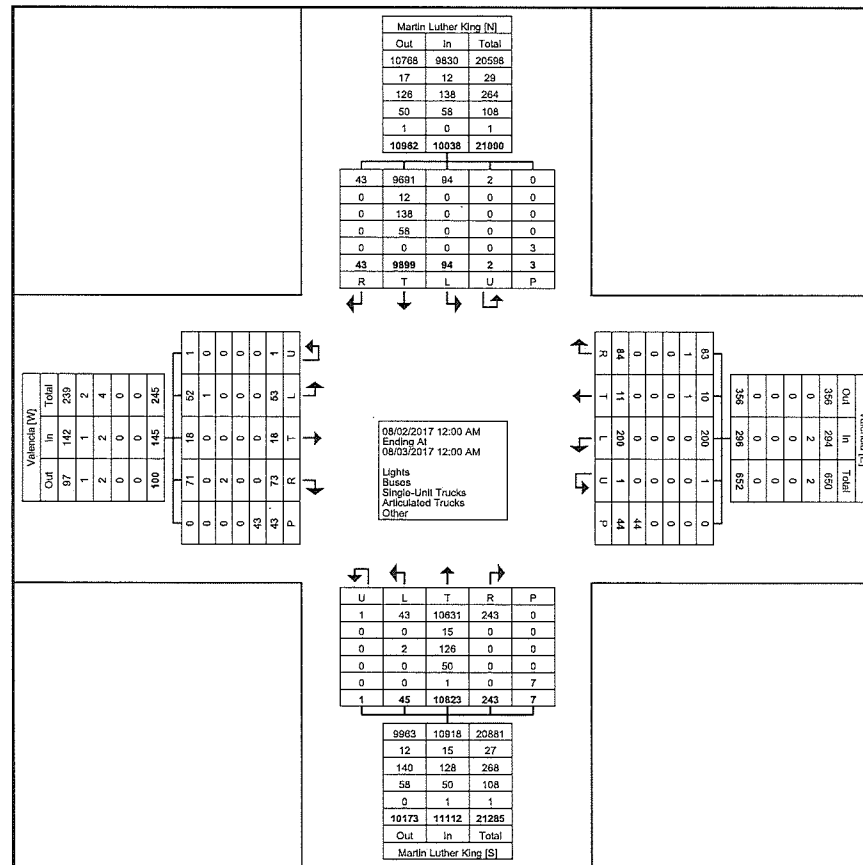 Martin Luther King [N]
Out In Total
10768 9830 20598
17 12 29
126 138 264
50 58 108
1 0 1
10962 10038 21000
43 9691 94 2 0
0 12 0 0 0
0 138 0 0 0
0 58 0 0 0
0 0 0 0 3
43 9899 94 2 3
R T L U P
Valencia [W]
Total In Out
239 142 97
2 1 1
4 2 2
0 0 0
0 0 0
245 145 100
1 52 18 71 0
0 1 0 0 0
0 0 0 2 0
0 0 0 0 0
0 0 0 0 43
1 53 18 73 43
U L T R P
08/02/2017 12:00 AM
Ending At
08/03/2017 12:00 AM
Lights
Buses
Single-Unit Trucks
Articulated Trucks
Other
R T L U P
84 11 200 1 44
0 0 0 0 44
0 0 0 0 0
0 0 0 0 0
1 1 0 0 0
83 10 200 1 0
356 296 652
0 0 0
0 0 0
0 0 0
0 2 2
356 294 650
Out In Total
U L T R P
1 43 10631 243 0
0 0 15 0 0
0 2 126 0 0
0 0 50 0 0
0 0 1 0 7
1 45 10823 243 7
9963 10918 20881
12 15 27
140 128 268
58 50 108
0 1 1
10173 11112 21285
Out In Total
Martin Luther King [S]